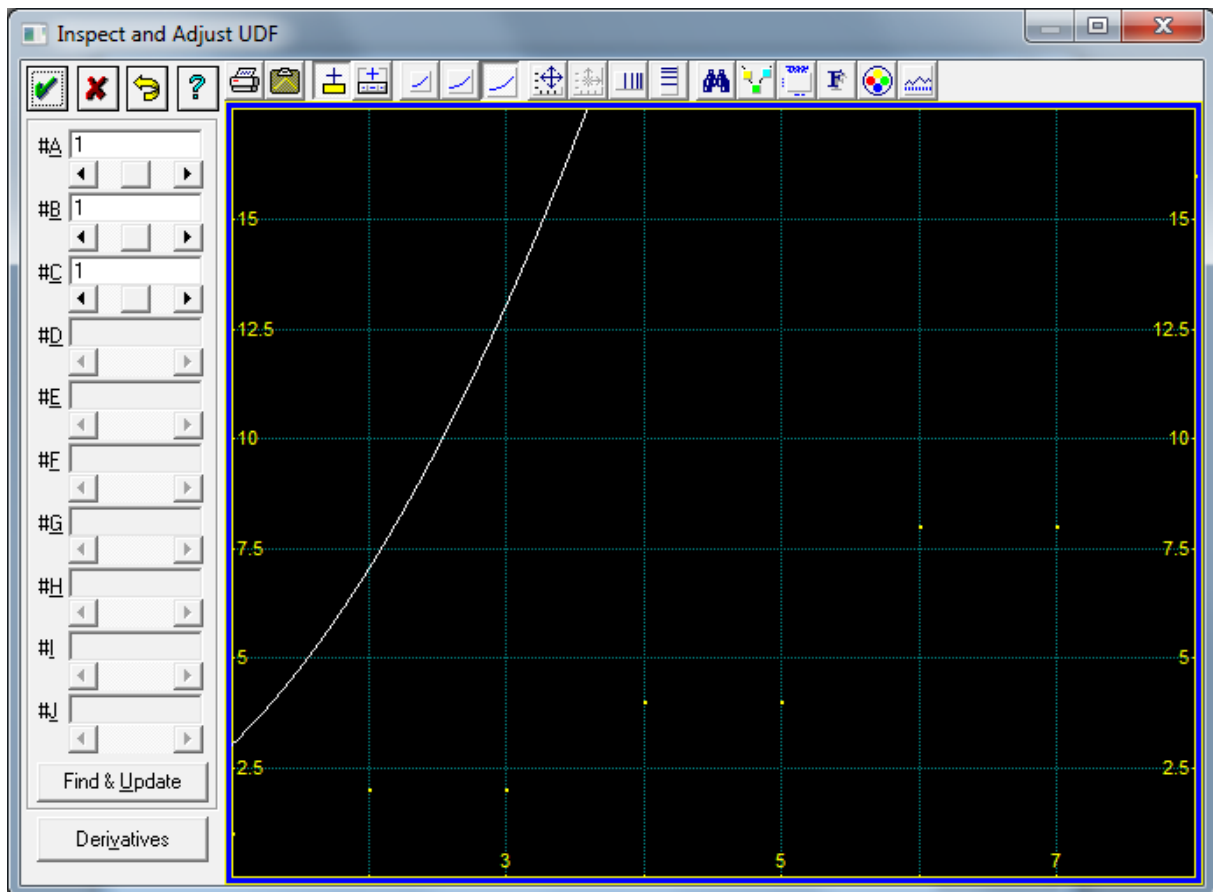 Inspect and Adjust UDF
?
F
#A 1
#B 1
#C 1
#D
#E
#F
#G
#H
#I
#J
Find & Update
Derivatives
15 15
12.5 12.5
10 10
7.5 7.5
5 5
2.5 2.5
3 5 7